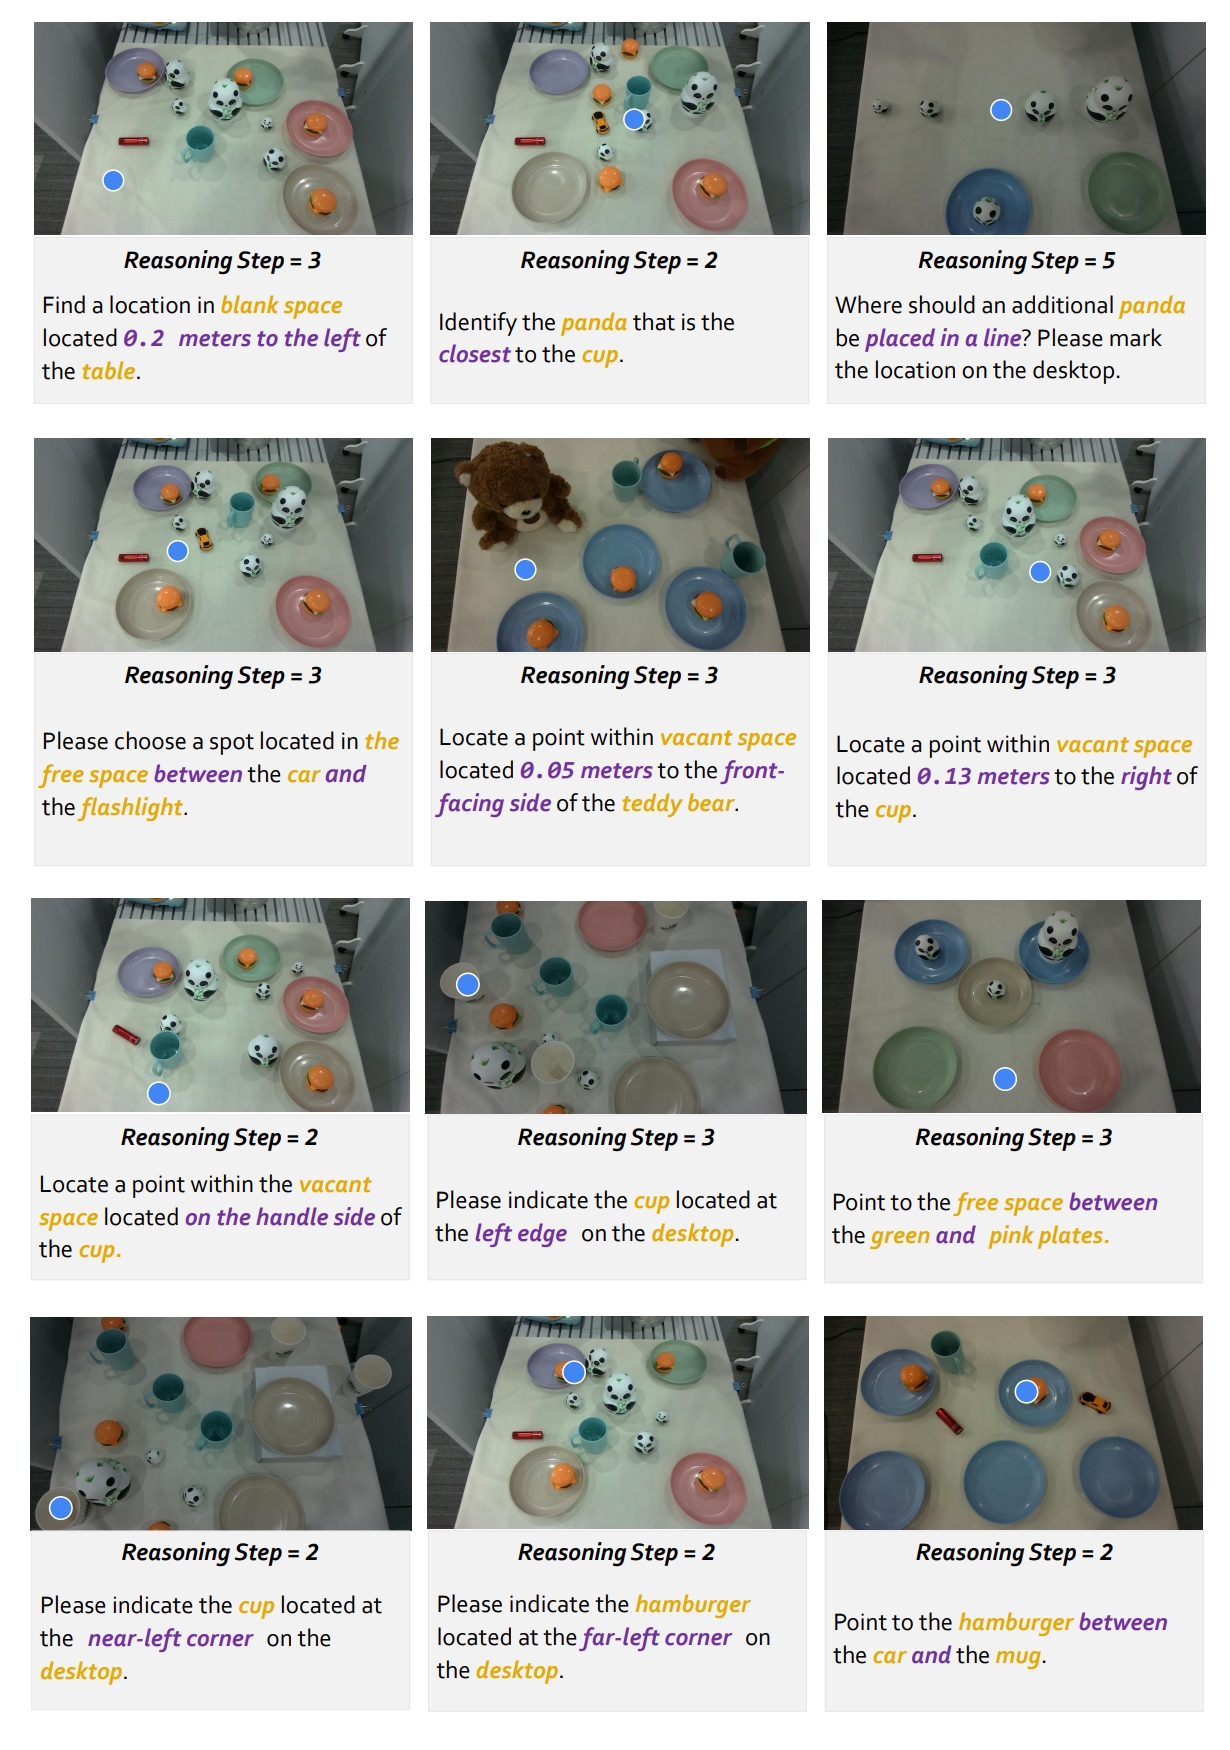 Reasoning Step = 3
Find a location in blank space
located 0.2 meters to the left of
the table.
Reasoning Step = 2
Identify the panda that is the
closest to the cup.
Reasoning Step = 5
Where should an additional panda
be placed in a line? Please mark
the location on the desktop.
Reasoning Step = 3
Please choose a spot located in the
free space between the car and
the flashlight.
Reasoning Step = 3
Locate a point within vacant space
located 0.05 meters to the front-
facing side of the teddy bear.
Reasoning Step = 3
Locate a point within vacant space
located 0.13 meters to the right of
the cup.
Reasoning Step = 2
Locate a point within the vacant
space located on the handle side of
the cup.
Reasoning Step = 3
Please indicate the cup located at
the left edge on the desktop.
Reasoning Step = 3
Point to the free space between
the green and pink plates.
Reasoning Step = 2
Please indicate the cup located at
the near-left corner on the
desktop.
Reasoning Step = 2
Please indicate the hamburger
located at the far-left corner on
the desktop.
Reasoning Step = 2
Point to the hamburger between
the car and the mug.